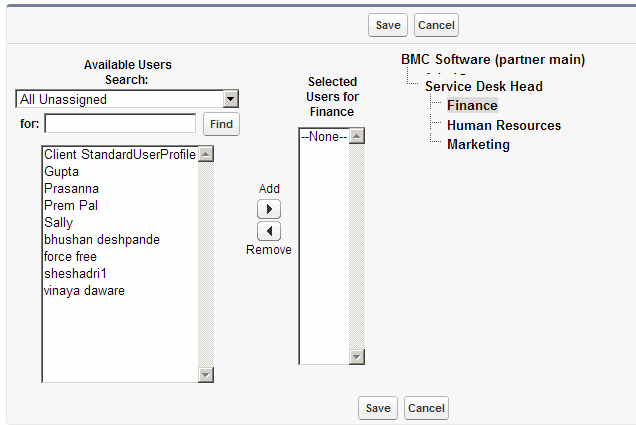 Save Cancel
Available Users
Search:
All Unassigned
for: Find
Client StandardUserProfile
Gupta
Prasanna
Prem Pal
Sally
bhushan deshpande
force free
sheshadri1
vinaya daware
Add
Remove
Selected
Users for
Finance
--None--
BMC Software (partner main)
Service Desk Head
Finance
Human Resources
Marketing
Save Cancel